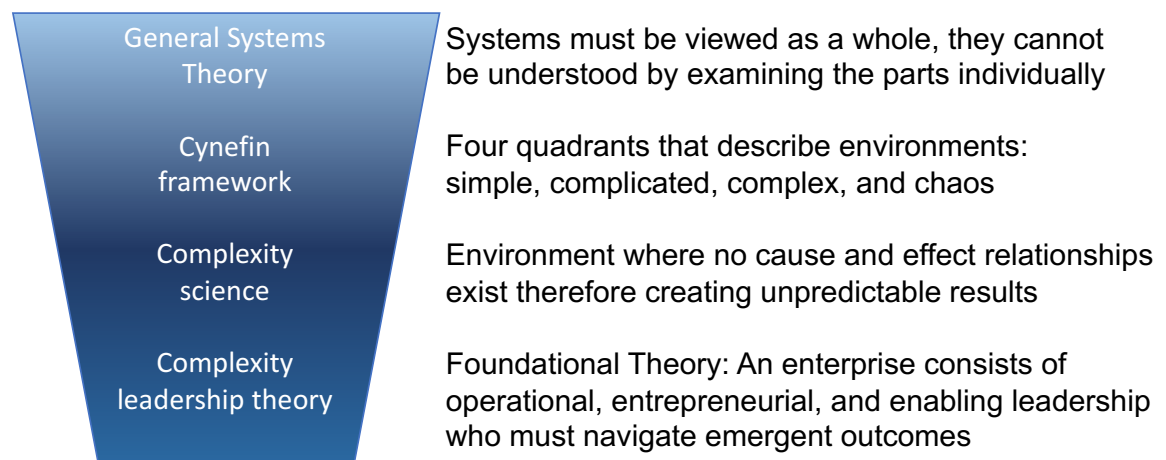 General Systems
Theory
Systems must be viewed as a whole, they cannot
be understood by examining the parts individually
Cynefin
framework
Four quadrants that describe environments:
simple, complicated, complex, and chaos
Complexity
science
Environment where no cause and effect relationships
exist therefore creating unpredictable results
Complexity
leadership theory
Foundational Theory: An enterprise consists of
operational, entrepreneurial, and enabling leadership
who must navigate emergent outcomes